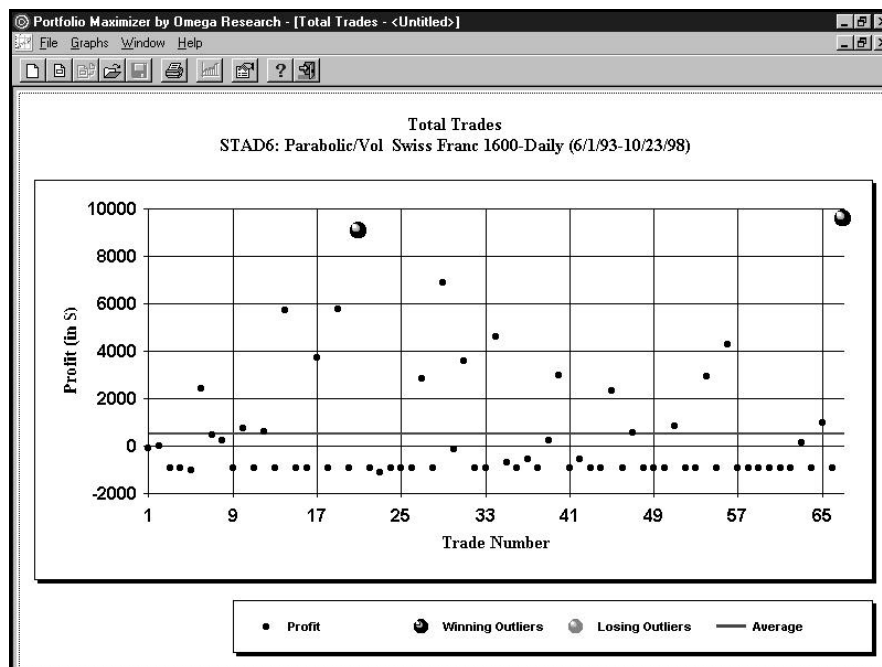 Portfolio Maximizer by Omega Research - [Total Trades - <Untitled>]
File Graphs Window Help
Total Trades
STAD6: Parabolic/Vol Swiss Franc 1600-Daily (6/1/93-10/23/98)
Profit (in $)
10000
8000
6000
4000
2000
0
-2000
1 9 17 25 33 41 49 57 65
Trade Number
Profit Winning Outliers Losing Outliers Average